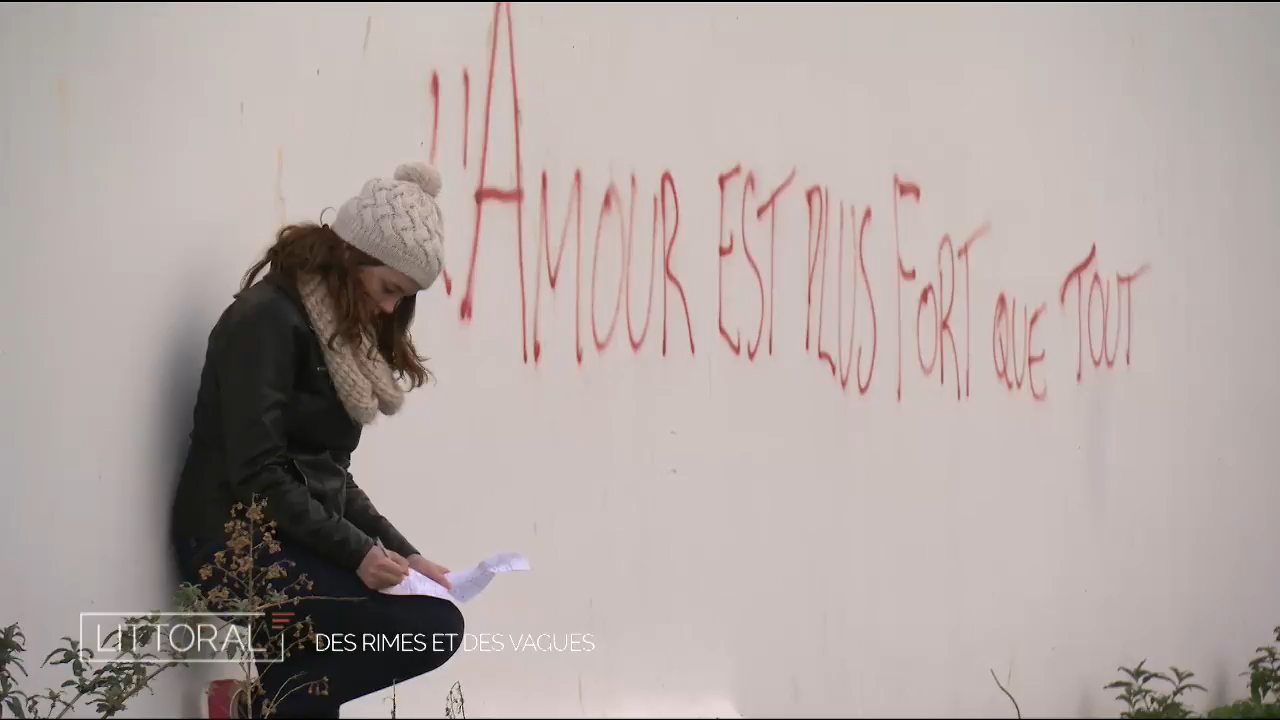 L'AMOUR EST PLUS FORT QUE TOUT
LITTORAL
DES RIMES ET DES VAGUES